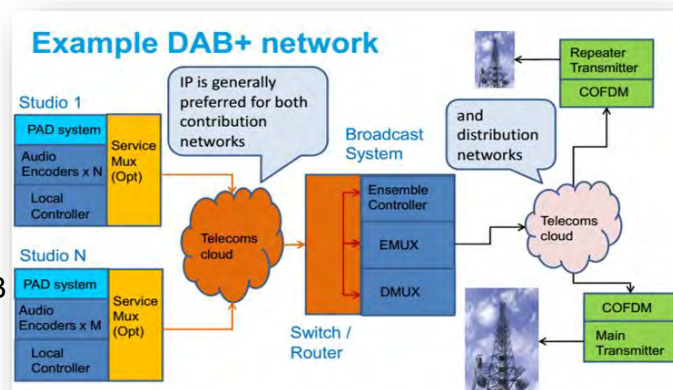 Example DAB+ network
Studio 1
PAD system
Audio
Encoders x N
Local
Controller
Service
Mux
(Opt)
IP is generally
preferred for both
contribution
networks
Telecoms
cloud
Studio N
PAD system
Audio
Encoders x M
Local
Controller
Service
Mux
(Opt)
Broadcast
System
Ensemble
Controller
EMUX
DMUX
Switch /
Router
and
distribution
networks
Telecoms
cloud
Repeater
Transmitter
COFDM
COFDM
Main
Transmitter